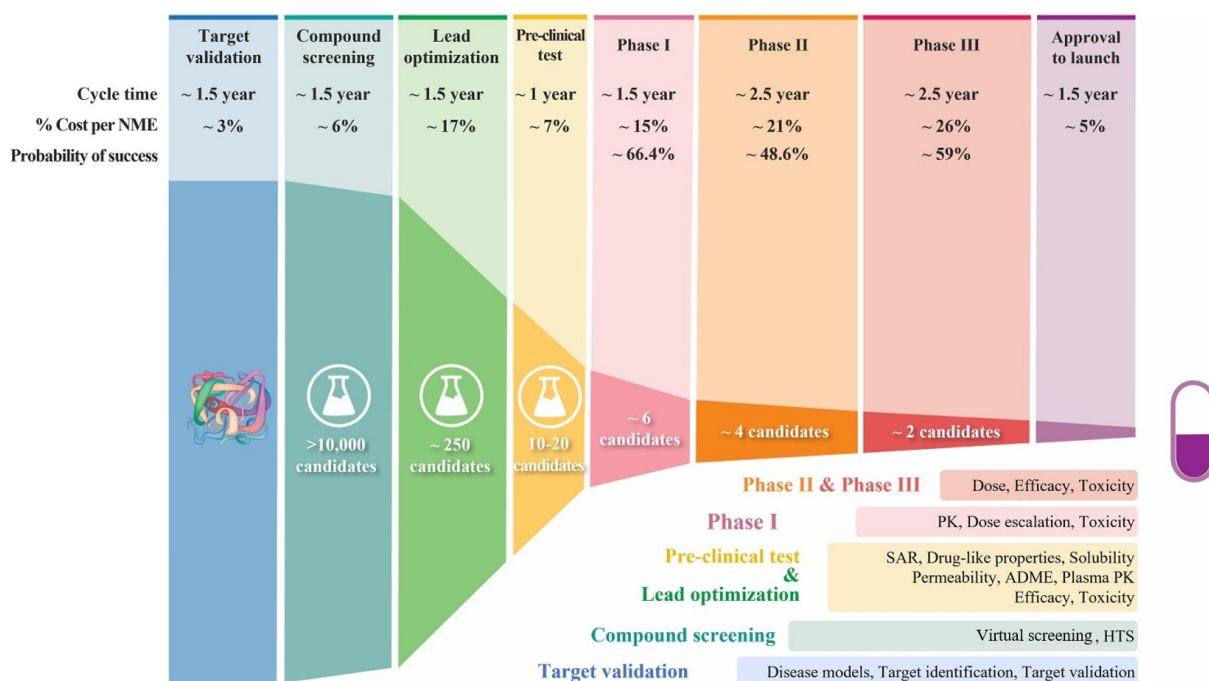 Target validation
Compound screening
Lead optimization
Pre-clinical test
Phase I
Phase II
Phase III
Approval to launch
Cycle time ~ 1.5 year ~ 1.5 year ~ 1.5 year ~ 1 year ~ 1.5 year ~ 2.5 year ~ 2.5 year ~ 1.5 year
% Cost per NME ~ 3% ~ 6% ~ 17% ~ 7% ~ 15% ~ 21% ~ 26% ~ 5%
Probability of success ~ 66.4% ~ 48.6% ~ 59%
>10,000
candidates
~ 250
candidates
10-20
candidates
~ 6
candidates
~ 4 candidates
~ 2 candidates
Phase II & Phase III Dose, Efficacy, Toxicity
Phase I PK, Dose escalation, Toxicity
Pre-clinical test
&
Lead optimization
SAR, Drug-like properties, Solubility
Permeability, ADME, Plasma PK
Efficacy, Toxicity
Compound screening Virtual screening , HTS
Target validation Disease models, Target identification, Target validation